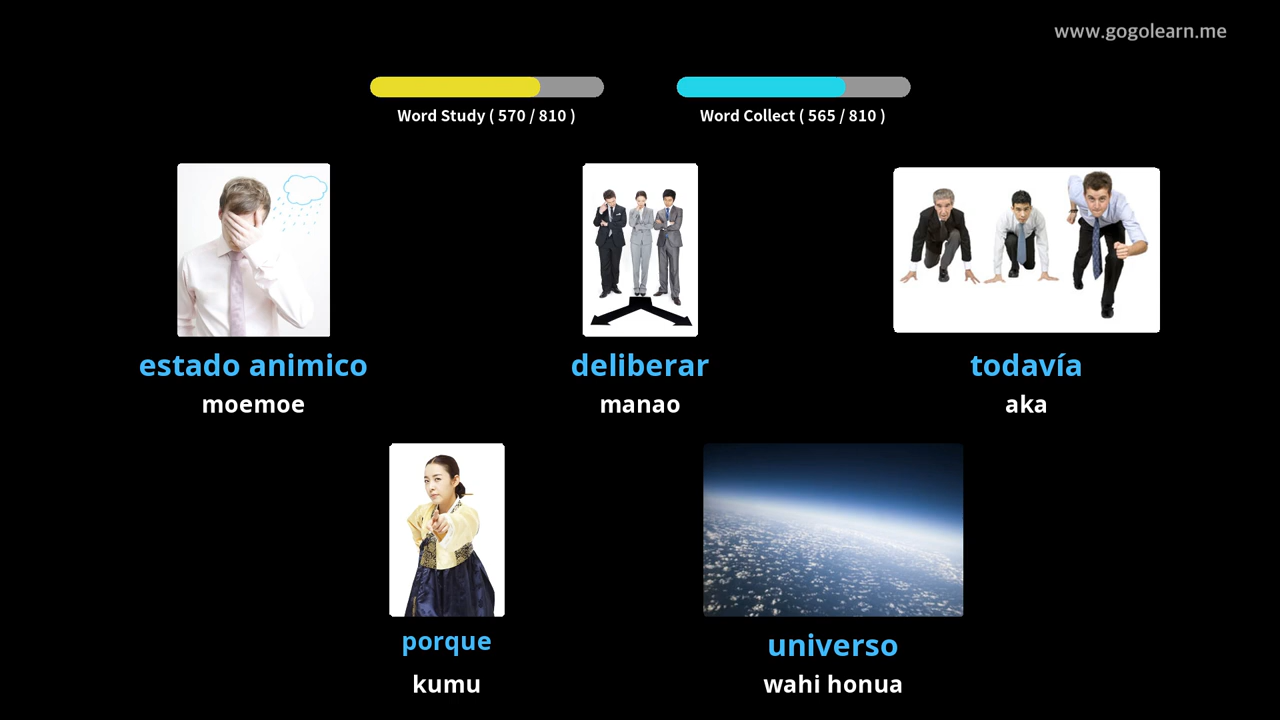 www.gogolearn.me
Word Study ( 570 / 810 )
Word Collect ( 565 / 810 )
estado animico
moemoe
deliberar
manao
todavía
aka
porque
kumu
universo
wahi honua